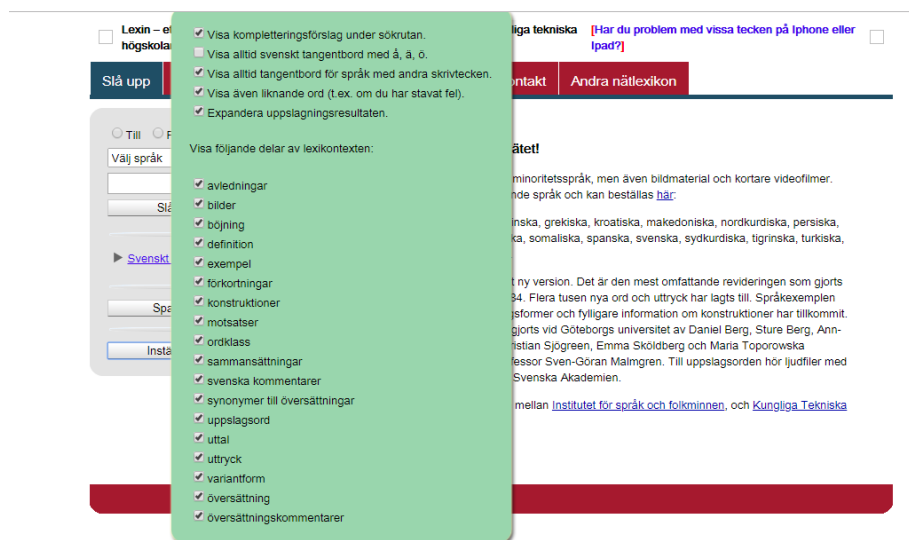 Lexin – et
högskolan
liga tekniska
[Har du problem med vissa tecken på Iphone eller
Ipad?]
Slå upp
ontakt
Andra nätlexikon
Till
Välj språk
Slå
Svenskt
Spa
Instä
Visa kompletteringsförslag under sökrutan.
Visa alltid svenskt tangentbord med å, ä, ö.
Visa alltid tangentbord för språk med andra skrivtecken.
Visa även liknande ord (t.ex. om du har stavat fel).
Expandera uppslagningsresultaten.
Visa följande delar av lexikontexten:
avledningar
bilder
böjning
definition
exempel
förkortningar
konstruktioner
motsatser
ordklass
sammansättningar
svenska kommentarer
synonymer till översättningar
uppslagsord
uttal
uttryck
variantform
översättning
översättningskommentarer
ätet!
minoritetsspråk, men även bildmaterial och kortare videofilmer.
nde språk och kan beställas här:
inska, grekiska, kroatiska, makedoniska, nordkurdiska, persiska,
ka, somaliska, spanska, svenska, sydkurdiska, tigrinska, turkiska,
t ny version. Det är den mest omfattande revideringen som gjorts
34. Flera tusen nya ord och uttryck har lagts till. Språkexemplen
gsformer och fylligare information om konstruktioner har tillkommit.
gjorts vid Göteborgs universitet av Daniel Berg, Sture Berg, Ann-
ristian Sjögreen, Emma Sköldberg och Maria Toporowska
fessor Sven-Göran Malmgren. Till uppslagsorden hör ljudfiler med
Svenska Akademien.
mellan Institutet för språk och folkminnen, och Kungliga Tekniska